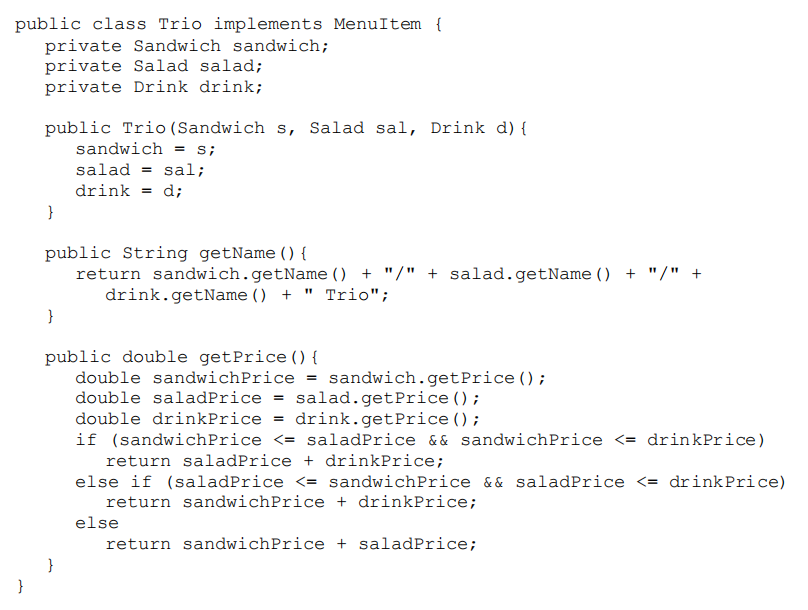 public class Trio implements MenuItem {
private Sandwich sandwich;
private Salad salad;
private Drink drink;
public Trio(Sandwich s, Salad sal, Drink d){
sandwich = s;
salad = sal;
drink = d;
}
public String getName(){
return sandwich.getName() + "/" + salad.getName() + "/" +
drink.getName() + " Trio";
}
public double getPrice(){
double sandwichPrice = sandwich.getPrice();
double saladPrice = salad.getPrice();
double drinkPrice = drink.getPrice();
if (sandwichPrice <= saladPrice && sandwichPrice <= drinkPrice)
return saladPrice + drinkPrice;
else if (saladPrice <= sandwichPrice && saladPrice <= drinkPrice)
return sandwichPrice + drinkPrice;
else
return sandwichPrice + saladPrice;
}
}